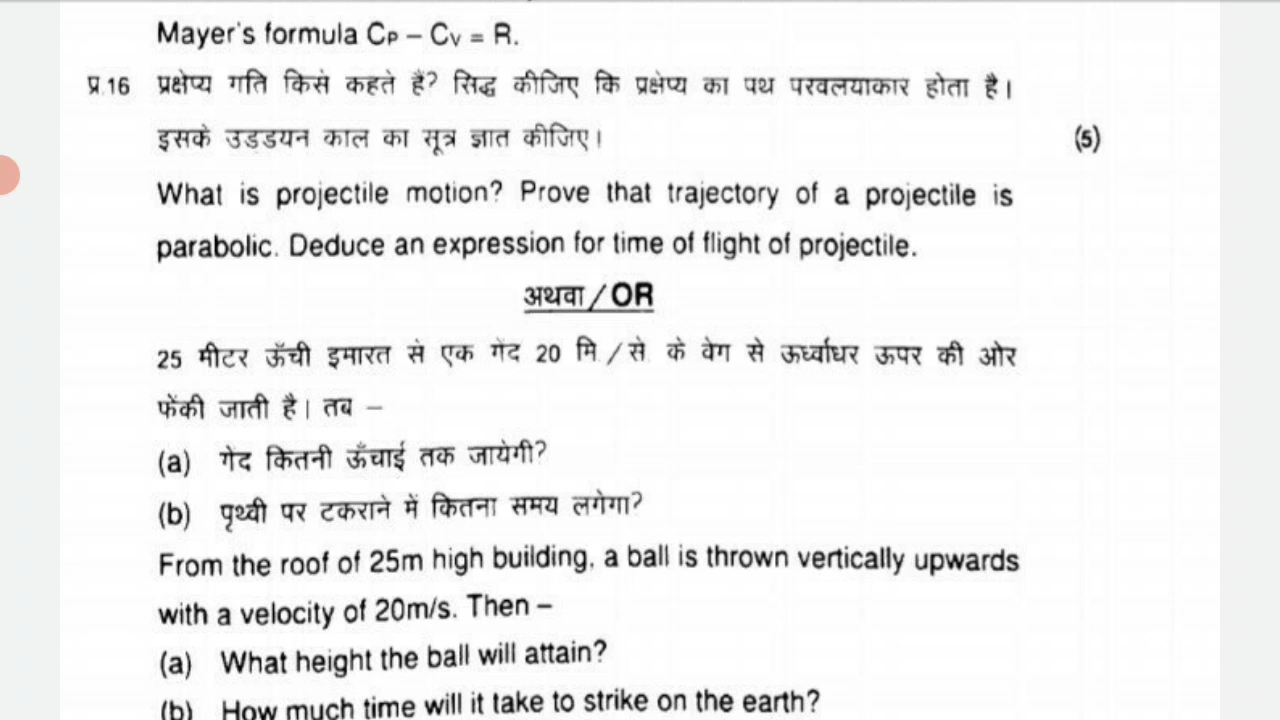 Mayer's formula CP – CV = R.
प्र.16 प्रक्षेप्य गति किसे कहते हैं? सिद्ध कीजिए कि प्रक्षेप्य का पथ परवलयाकार होता है।
इसके उड्डयन काल का सूत्र ज्ञात कीजिए। (5)
What is projectile motion? Prove that trajectory of a projectile is
parabolic. Deduce an expression for time of flight of projectile.
अथवा / OR
25 मीटर ऊँची इमारत से एक गेंद 20 मि./से. के वेग से ऊर्ध्वाधर ऊपर की ओर
फेंकी जाती है। तब –
(a) गेंद कितनी ऊँचाई तक जायेगी?
(b) पृथ्वी पर टकराने में कितना समय लगेगा?
From the roof of 25m high building, a ball is thrown vertically upwards
with a velocity of 20m/s. Then –
(a) What height the ball will attain?
(b) How much time will it take to strike on the earth?